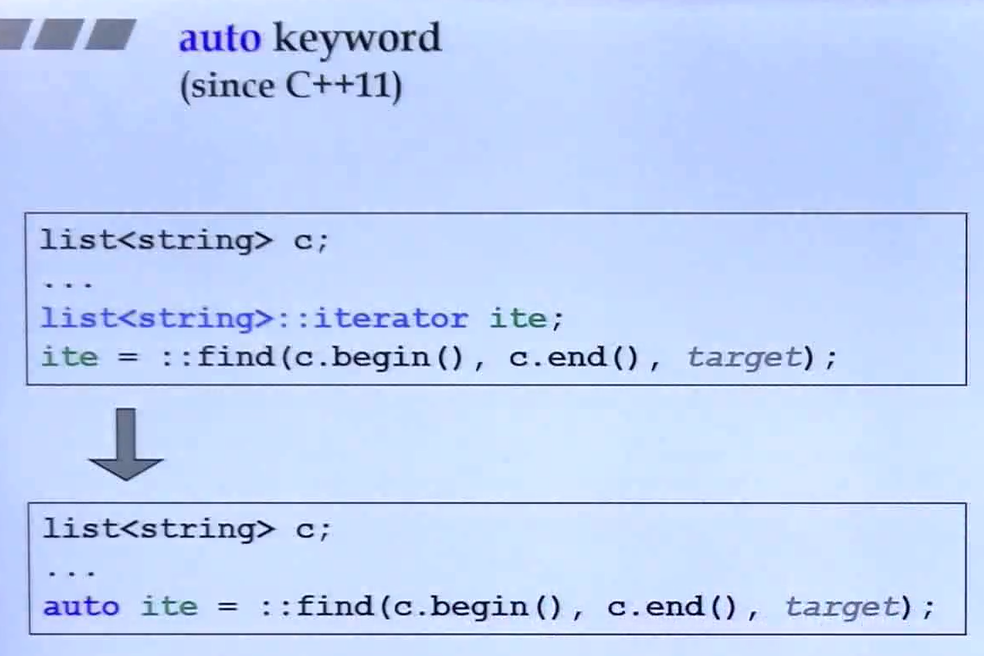 auto keyword
(since C++11)
list<string> c;
...
list<string>::iterator ite;
ite = ::find(c.begin(), c.end(), target);
list<string> c;
...
auto ite = ::find(c.begin(), c.end(), target);